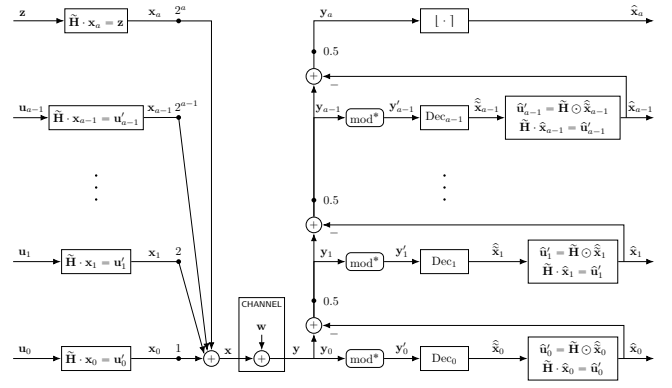 z H̃ · x_a = z x_a 2^a y_a ⌊ · ⌋ x̂_a
0.5
+
−
u_{a−1} H̃ · x_{a−1} = u′_{a−1} x_{a−1} 2^{a−1} y_{a−1} mod* y′_{a−1} Dec_{a−1} x̃̂_{a−1} û′_{a−1} = H̃ ⊙ x̃̂_{a−1} x̂_{a−1}
H̃ · x̂_{a−1} = û′_{a−1}
0.5
+
−
u_1 H̃ · x_1 = u′_1 x_1 2 y_1 mod* y′_1 Dec_1 x̃̂_1 û′_1 = H̃ ⊙ x̃̂_1 x̂_1
H̃ · x̂_1 = û′_1
0.5
CHANNEL
+
w
−
u_0 H̃ · x_0 = u′_0 x_0 1 + x + y y_0 mod* y′_0 Dec_0 x̃̂_0 û′_0 = H̃ ⊙ x̃̂_0 x̂_0
H̃ · x̂_0 = û′_0